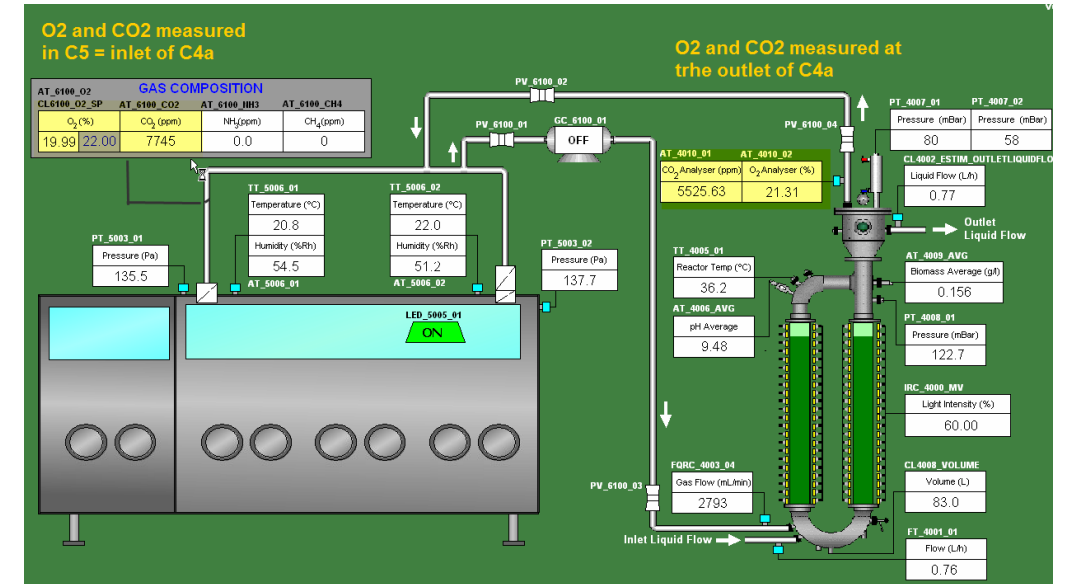 O2 and CO2 measured
in C5 = inlet of C4a
O2 and CO2 measured at
trhe outlet of C4a
AT_6100_O2
GAS COMPOSITION
CL6100_O2_SP
AT_6100_CO2
AT_6100_NH3
AT_6100_CH4
O2(%)
CO2 (ppm)
NH3(ppm)
CH4(ppm)
19.99
22.00
7745
0.0
0
PV_6100_02
PV_6100_01
GC_6100_01
OFF
PV_6100_04
PT_4007_01
PT_4007_02
Pressure (mBar)
Pressure (mBar)
80
58
AT_4010_01
AT_4010_02
CO2 Analyser (ppm)
O2 Analyser (%)
5525.63
21.31
CL4002_ESTIM_OUTLETLIQUIDFLO
Liquid Flow (L/h)
0.77
Outlet
Liquid Flow
TT_5006_01
Temperature (°C)
20.8
Humidity (%Rh)
54.5
AT_5006_01
TT_5006_02
Temperature (°C)
22.0
Humidity (%Rh)
51.2
AT_5006_02
PT_5003_01
Pressure (Pa)
135.5
PT_5003_02
Pressure (Pa)
137.7
TT_4005_01
Reactor Temp (°C)
36.2
AT_4006_AVG
pH Average
9.48
AT_4009_AVG
Biomass Average (g/l)
0.156
PT_4008_01
Pressure (mBar)
122.7
LED_5005_01
ON
IRC_4000_MV
Light Intensity (%)
60.00
FQRC_4003_04
Gas Flow (mL/min)
2793
PV_6100_03
CL4008_VOLUME
Volume (L)
83.0
Inlet Liquid Flow
FT_4001_01
Flow (L/h)
0.76